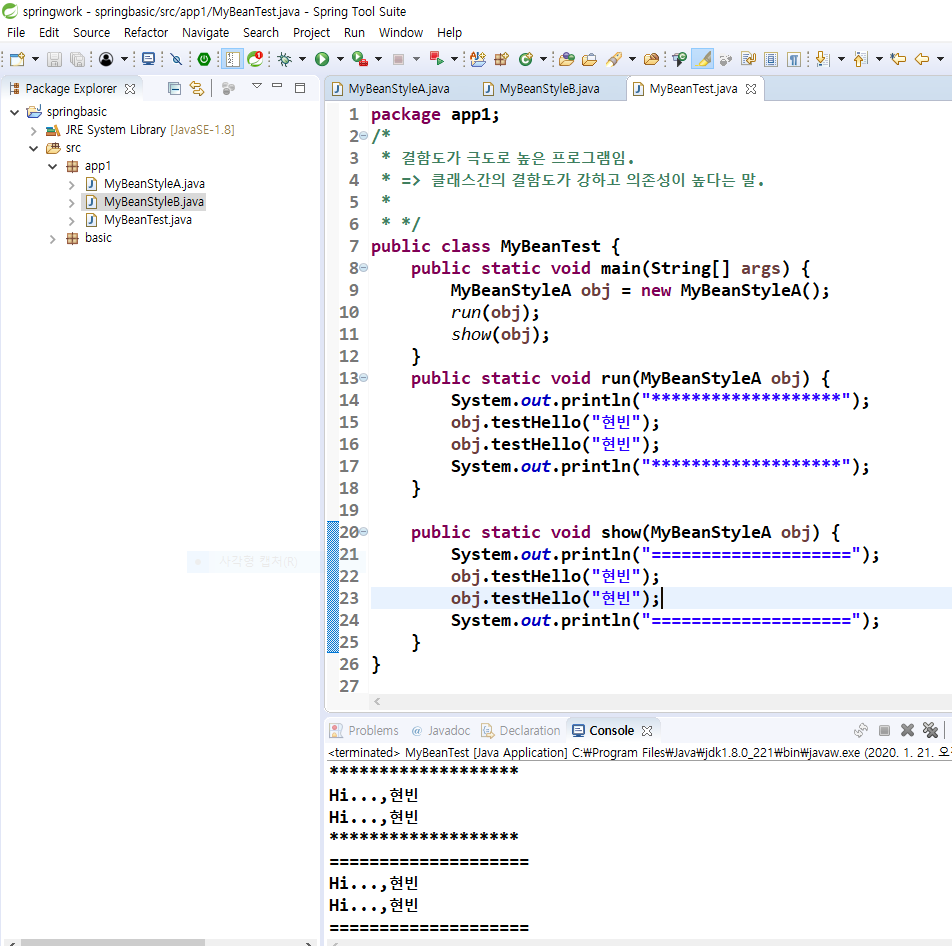 springwork - springbasic/src/app1/MyBeanTest.java - Spring Tool Suite
File Edit Source Refactor Navigate Search Project Run Window Help
Package Explorer
springbasic
JRE System Library [JavaSE-1.8]
src
app1
MyBeanStyleA.java
MyBeanStyleB.java
MyBeanTest.java
basic
사각형 캡처(R)
MyBeanStyleA.java MyBeanStyleB.java MyBeanTest.java
1 package app1;
2 /*
3 * 결함도가 극도로 높은 프로그램임.
4 * => 클래스간의 결함도가 강하고 의존성이 높다는 말.
5 *
6 * */
7 public class MyBeanTest {
8 public static void main(String[] args) {
9 MyBeanStyleA obj = new MyBeanStyleA();
10 run(obj);
11 show(obj);
12 }
13 public static void run(MyBeanStyleA obj) {
14 System.out.println("*******************");
15 obj.testHello("현빈");
16 obj.testHello("현빈");
17 System.out.println("*******************");
18 }
19
20 public static void show(MyBeanStyleA obj) {
21 System.out.println("====================");
22 obj.testHello("현빈");
23 obj.testHello("현빈");
24 System.out.println("====================");
25 }
26 }
27
Problems @ Javadoc Declaration Console
<terminated> MyBeanTest [Java Application] C:\Program Files\Java\jdk1.8.0_221\bin\javaw.exe (2020. 1. 21. 오
*******************
Hi...,현빈
Hi...,현빈
*******************
====================
Hi...,현빈
Hi...,현빈
====================